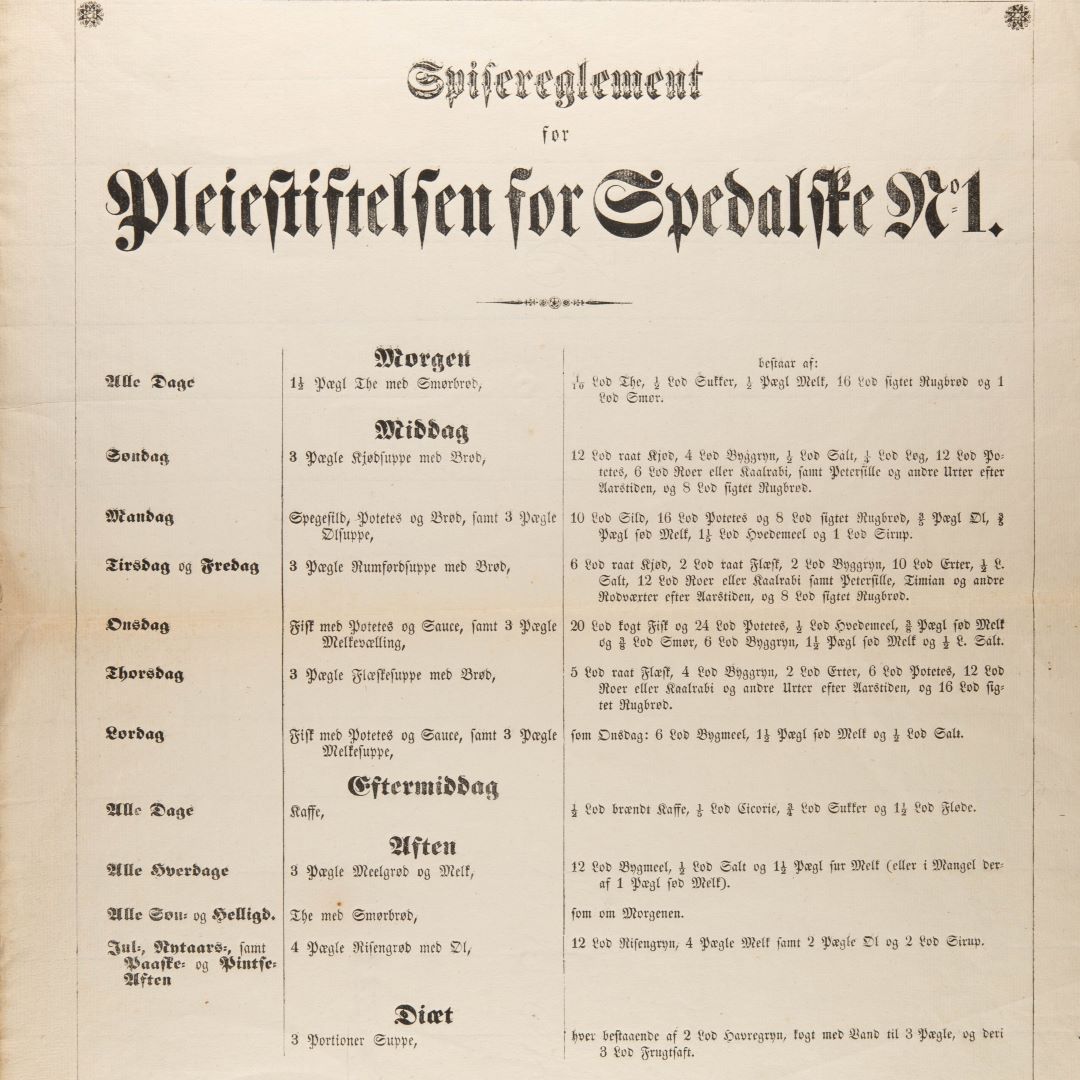 Spisereglement
for
Pleiestiftelsen for Spedalske No 1.
Morgen
bestaar af:
Alle Dage 1½ Pægl The med Smørbrød, 1/10 Lod The, ½ Lod Sukker, ½ Pægl Melk, 16 Lod sigtet Rugbrød og 1
Lod Smør.
Middag
Søndag 3 Pægle Kjødsuppe med Brød, 12 Lod raat Kjød, 4 Lod Byggryn, ½ Lod Salt, Lod Løg, 12 Lod Po-
tetes, 6 Lod Roer eller Kaalrabi, samt Petersille og andre Urter efter
Aarstiden, og 8 Lod sigtet Rugbrød.
Mandag Spegesild, Potetes og Brød, samt 3 Pægle 10 Lod Sild, 16 Lod Potetes og 8 Lod sigtet Rugbrød, Pægl Øl,
Ølsuppe, Pægl sød Melk, Lod Hvedemeel og 1 Lod Sirup.
Tirsdag og Fredag 3 Pægle Rumfordsuppe med Brød, 6 Lod raat Kjød, 2 Lod raat Flæsk, 2 Lod Byggryn, 10 Lod Erter, ½ L.
Salt, 12 Lod Roer eller Kaalrabi samt Petersille, Timian og andre
Rodvæxter efter Aarstiden, og 8 Lod sigtet Rugbrød.
Onsdag Fisk med Potetes og Sauce, samt 3 Pægle 20 Lod kogt Fisk og 24 Lod Potetes, ½ Lod Hvedemeel, Pægl sød Melk
Melkevælling, og Lod Smør, 6 Lod Byggryn, 1½ Pægl sød Melk og ½ L. Salt.
Thorsdag 3 Pægle Flæskesuppe med Brød, 5 Lod raat Flæsk, 4 Lod Byggryn, 2 Lod Erter, 6 Lod Potetes, 12 Lod
Roer eller Kaalrabi og andre Urter efter Aarstiden, og 16 Lod sig-
tet Rugbrød.
Lørdag Fisk med Potetes og Sauce, samt 3 Pægle som Onsdag: 6 Lod Bygmeel, 1½ Pægl sød Melk og ½ Lod Salt.
Melkesuppe,
Eftermiddag
Alle Dage Kaffe, ½ Lod brændt Kaffe, Lod Cicorie, ¾ Lod Sukker og 1½ Lod Fløde.
Aften
Alle Hverdage 3 Pægle Meelgrød og Melk, 12 Lod Bygmeel, ½ Lod Salt og 1½ Pægl sur Melk (eller i Mangel der-
af 1 Pægl sød Melk).
Alle Søn- og Helligd. The med Smørbrød, som om Morgenen.
Jul-, Nytaars-, samt 4 Pægle Risengrød med Øl, 12 Lod Risengryn, 4 Pægle Melk samt 2 Pægle Øl og 2 Lod Sirup.
Paaske- og Pintse-
Aften
Diæt
3 Portioner Suppe, hver bestaaende af 2 Lod Havregryn, kogt med Vand til 3 Pægle, og deri
3 Lod Frugtsaft.